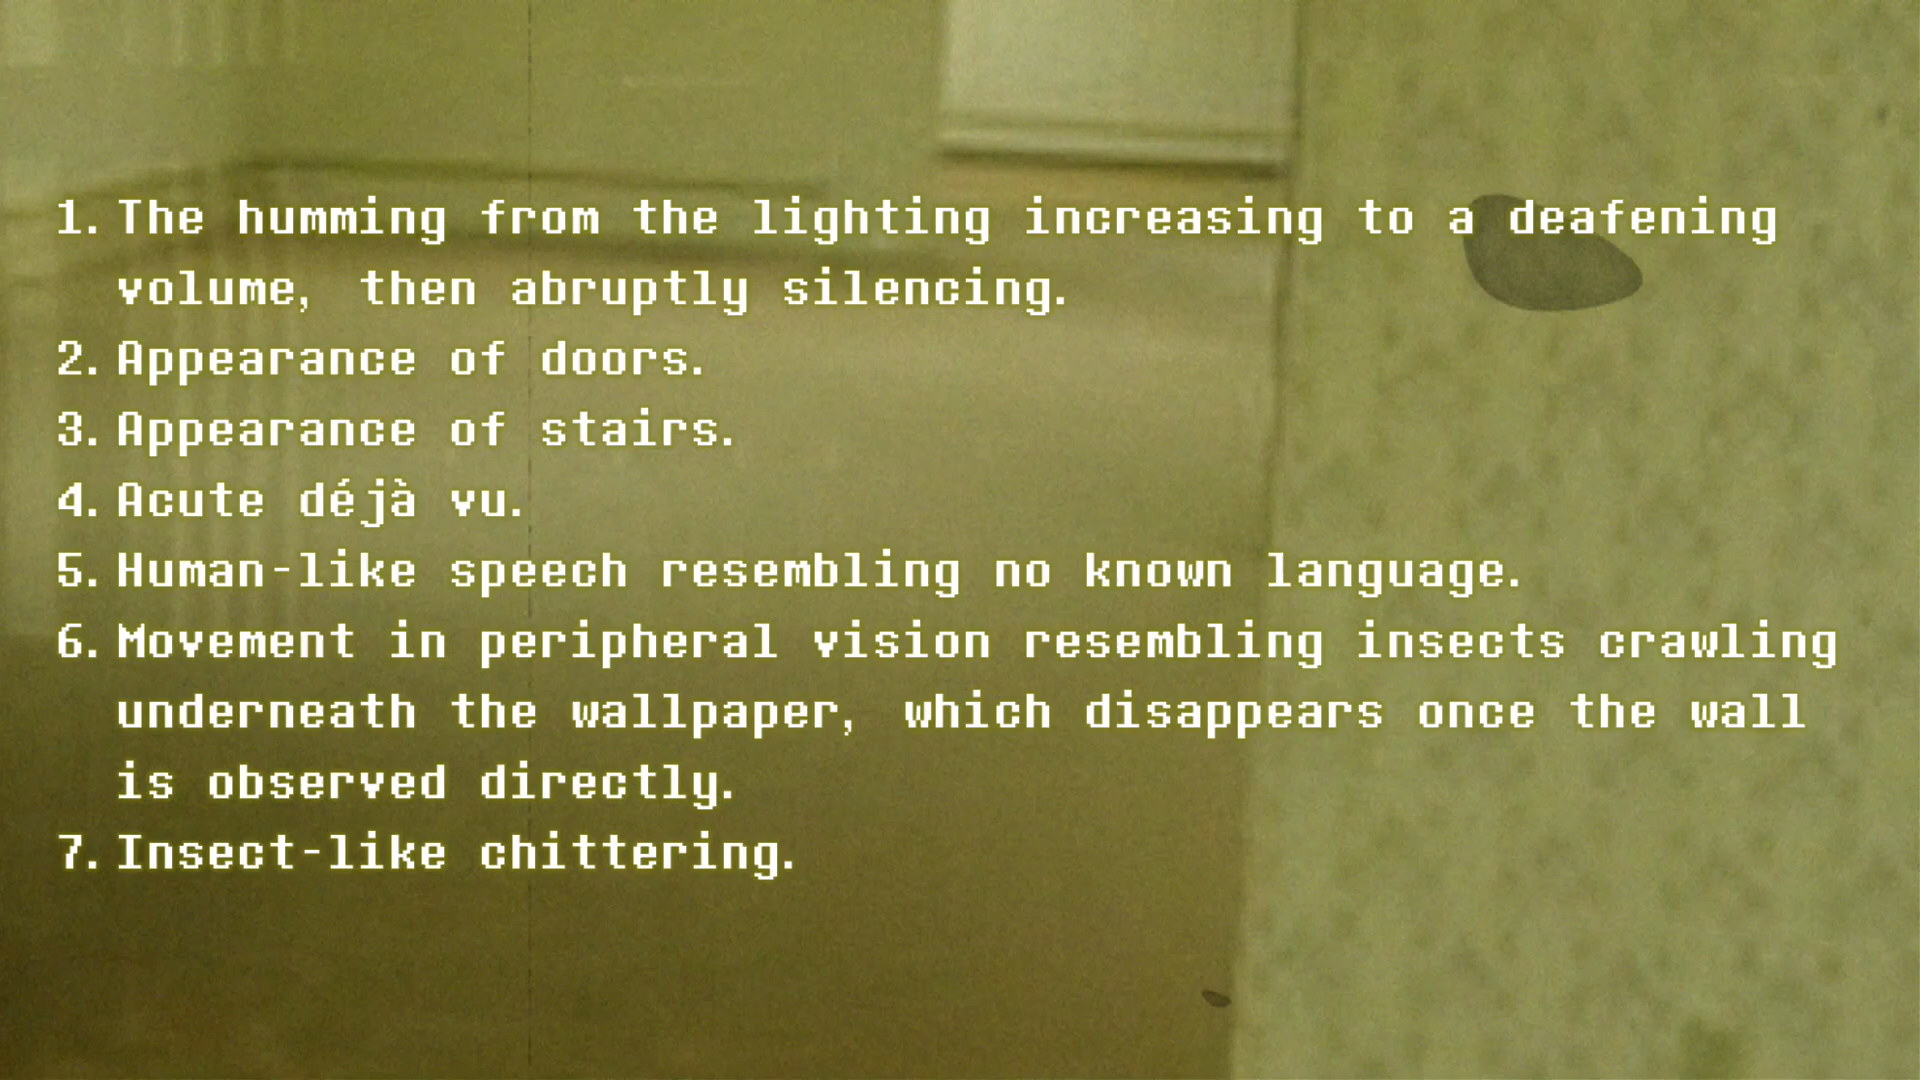 1. The humming from the lighting increasing to a deafening
volume, then abruptly silencing.
2. Appearance of doors.
3. Appearance of stairs.
4. Acute déjà vu.
5. Human-like speech resembling no known language.
6. Movement in peripheral vision resembling insects crawling
underneath the wallpaper, which disappears once the wall
is observed directly.
7. Insect-like chittering.